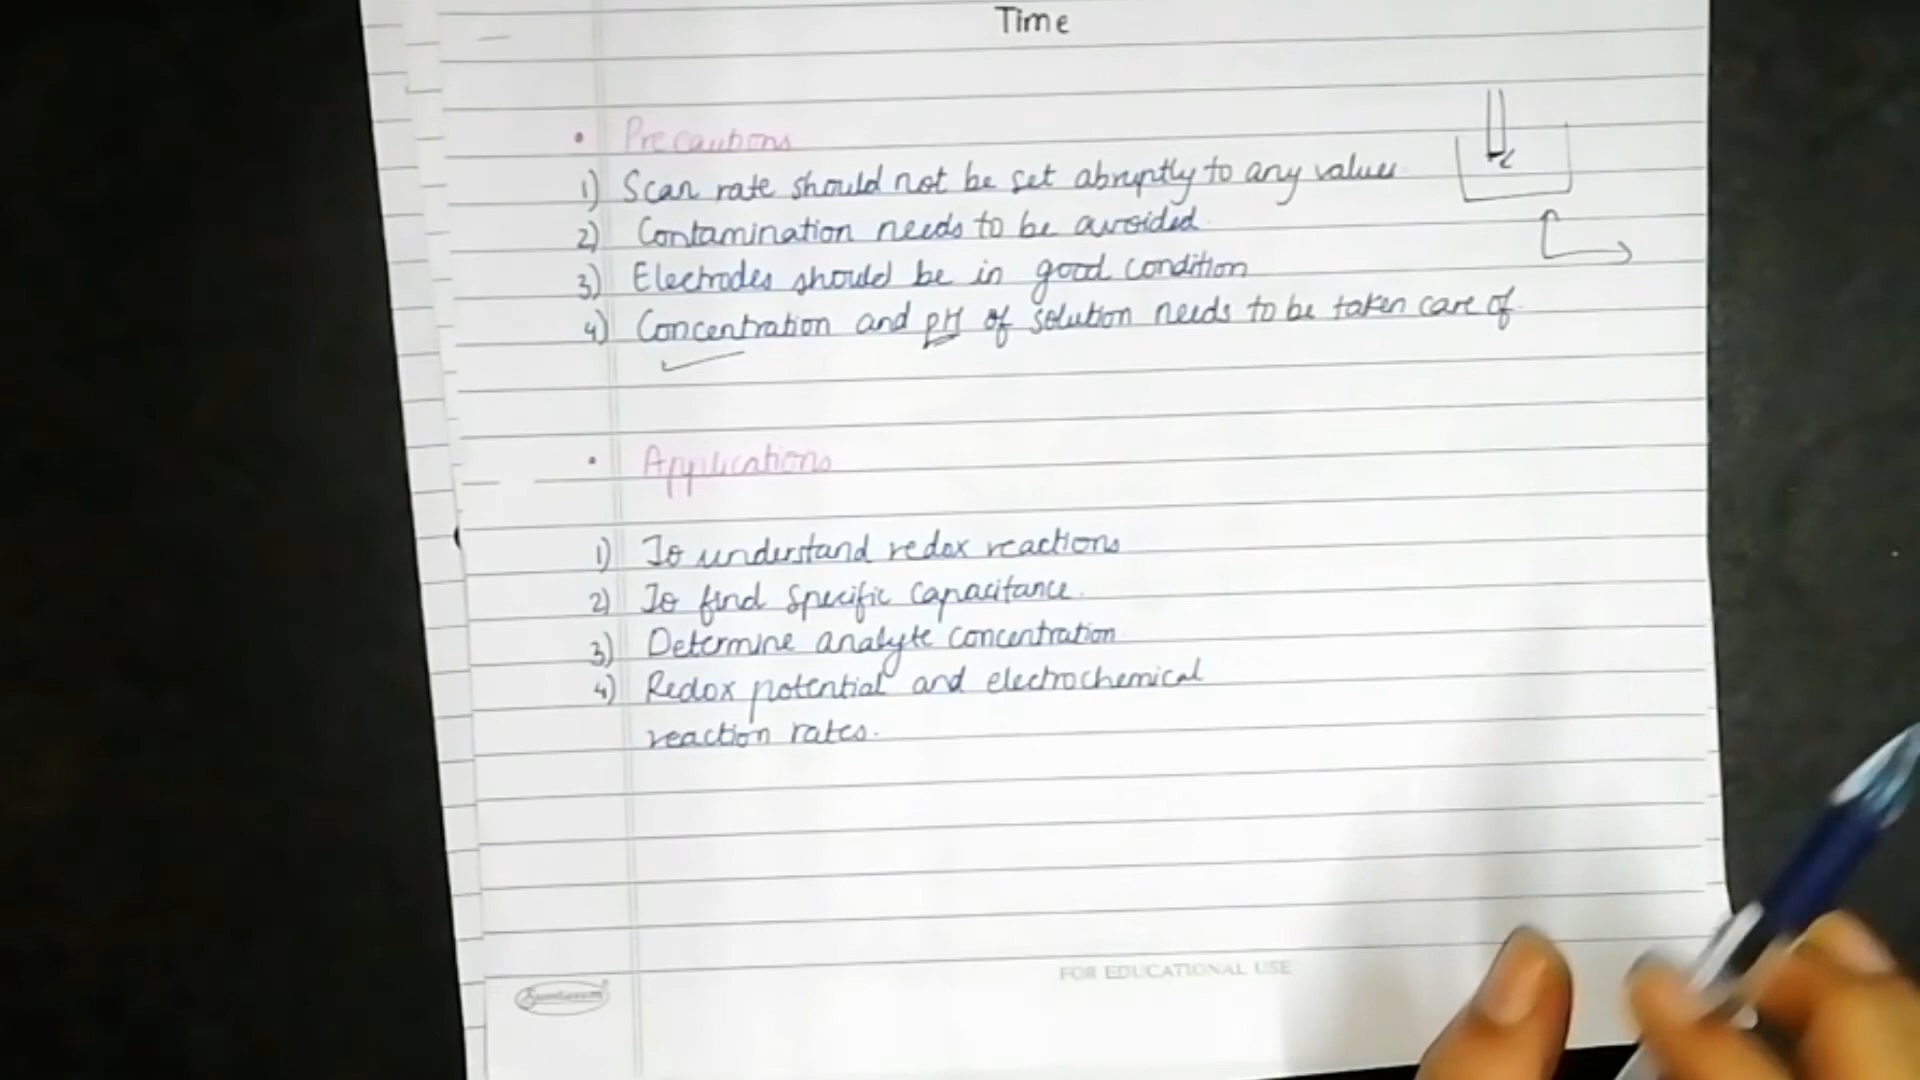 Time
• Precautions
1) Scan rate should not be set abruptly to any values
2) Contamination needs to be avoided.
3) Electrodes should be in good condition
4) Concentration and pH of solution needs to be taken care of.
• Applications
1) To understand redox reactions
2) To find specific capacitance.
3) Determine analyte concentration
4) Redox potential and electrochemical
reaction rates.
FOR EDUCATIONAL USE
Sundaram